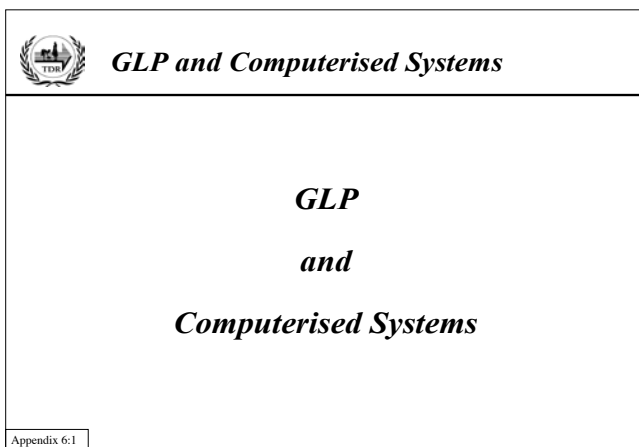 TDR
GLP and Computerised Systems
GLP
and
Computerised Systems
Appendix 6:1